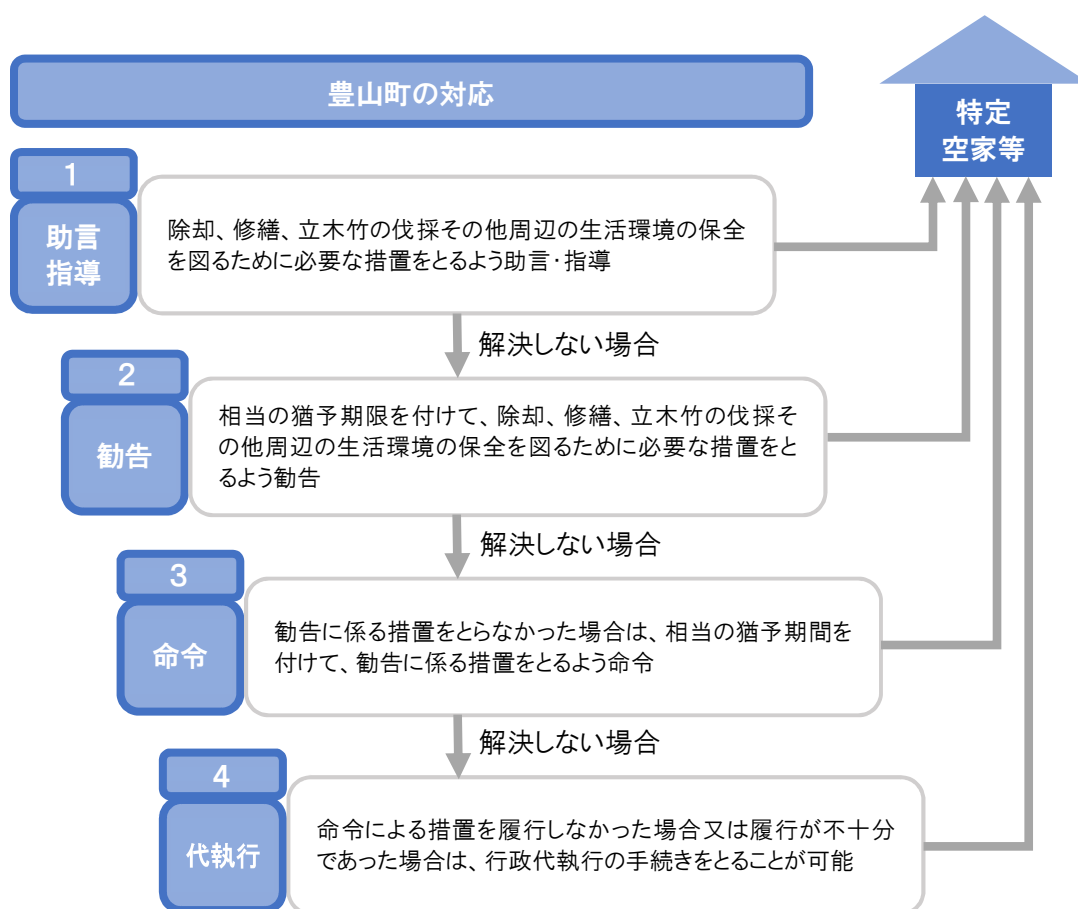 豊山町の対応
特定
空家等
1
助言
指導
除却、修繕、立木竹の伐採その他周辺の生活環境の保全
を図るために必要な措置をとるよう助言・指導
解決しない場合
2
勧告
相当の猶予期限を付けて、除却、修繕、立木竹の伐採そ
の他周辺の生活環境の保全を図るために必要な措置をと
るよう勧告
解決しない場合
3
命令
勧告に係る措置をとらなかった場合は、相当の猶予期間を
付けて、勧告に係る措置をとるよう命令
解決しない場合
4
代執行
命令による措置を履行しなかった場合又は履行が不十分
であった場合は、行政代執行の手続きをとることが可能